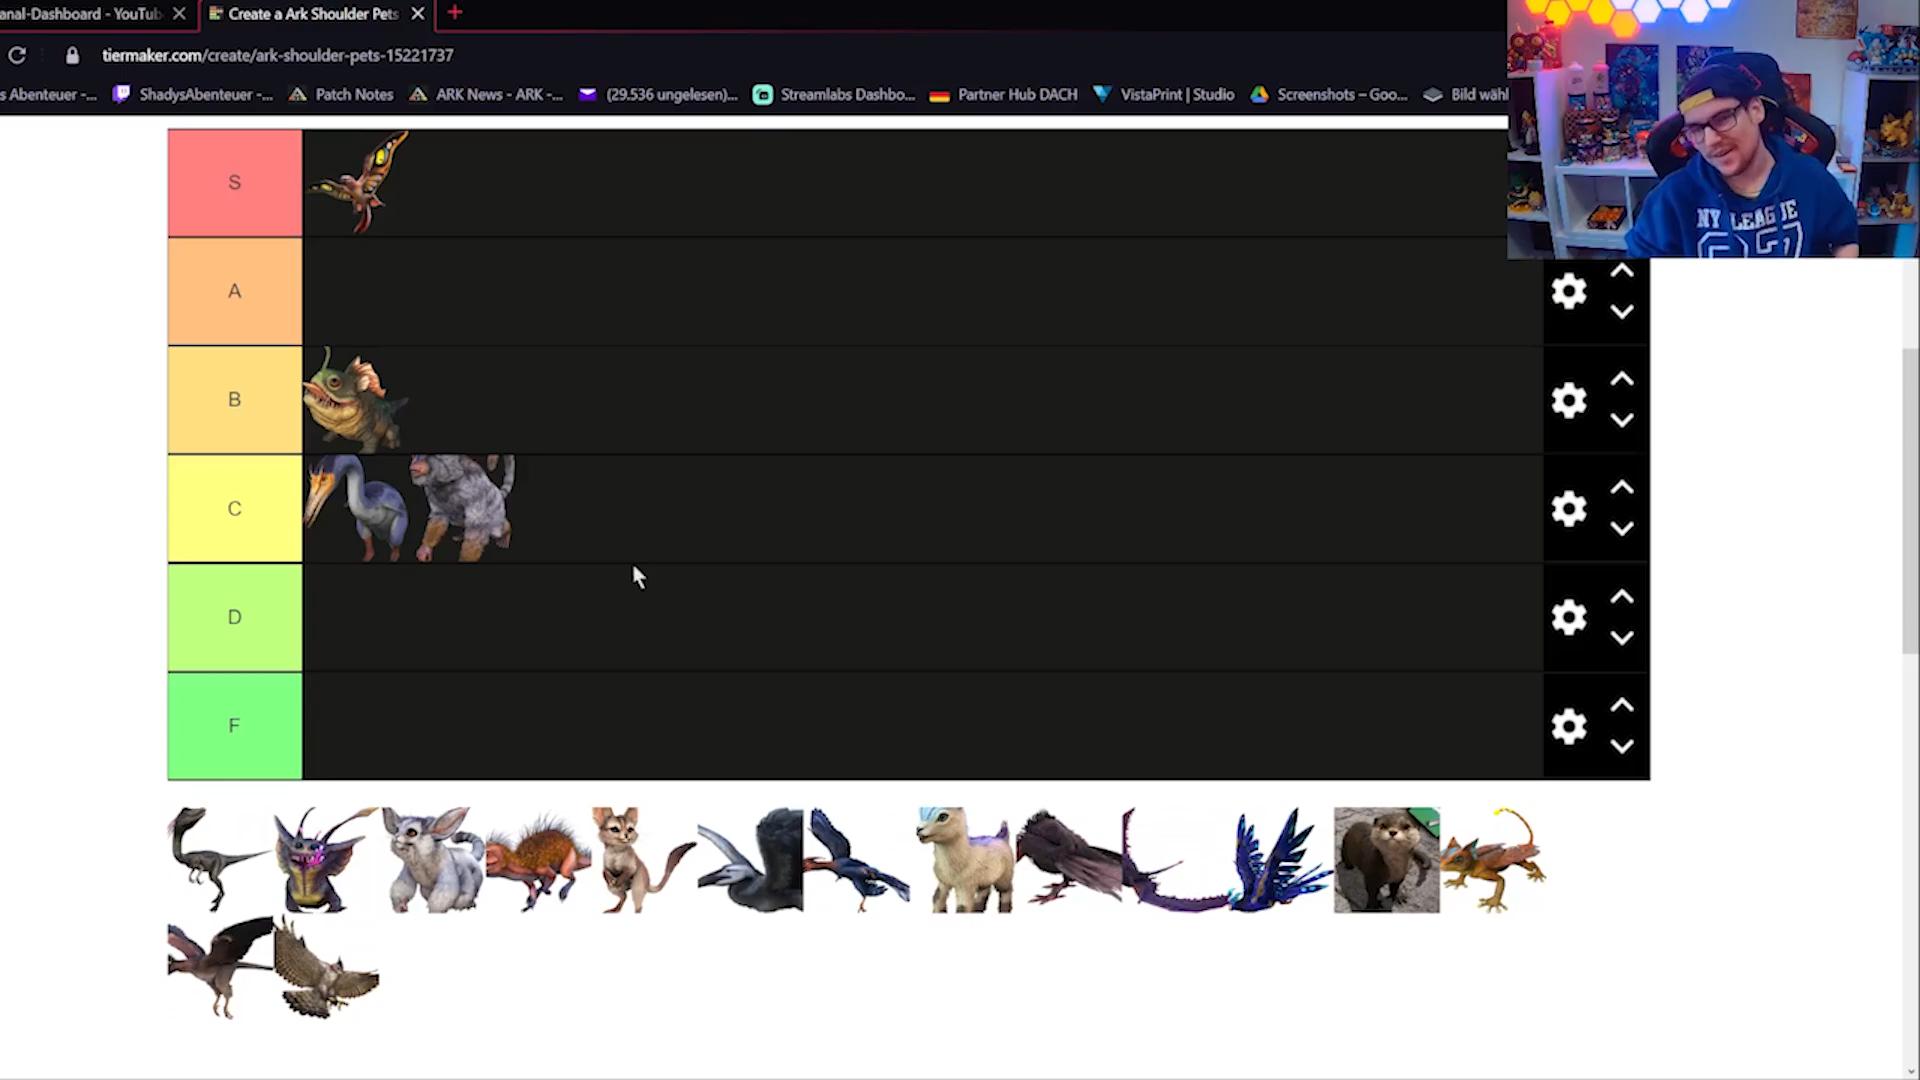 anal-Dashboard - YouTub
Create a Ark Shoulder Pets
tiermaker.com/create/ark-shoulder-pets-15221737
s Abenteuer -...
ShadysAbenteuer -...
Patch Notes
ARK News - ARK -...
(29.536 ungelesen)...
Streamlabs Dashbo...
Partner Hub DACH
VistaPrint | Studio
Screenshots – Goo...
Bild wähl
S
A
B
C
D
F
NY LEAGUE